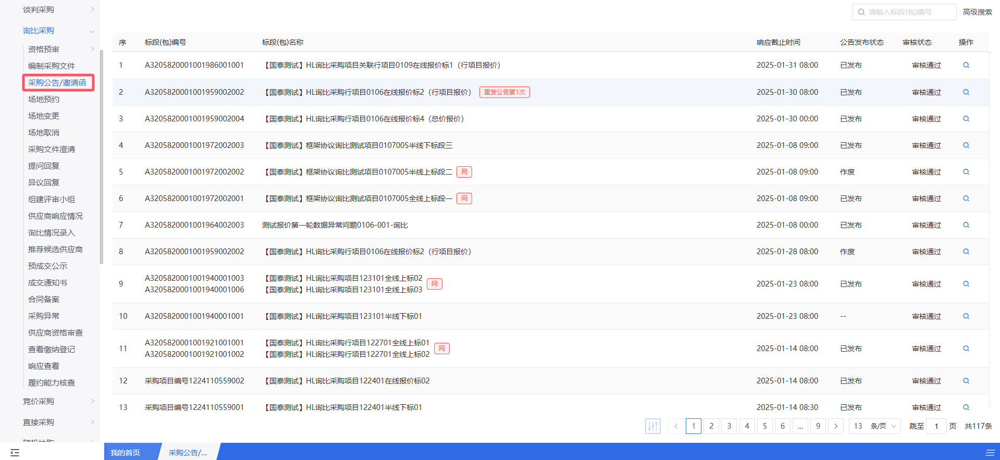 谈判采购
询比采购
资格预审
编制采购文件
采购公告/邀请函
场地预约
场地变更
场地取消
采购文件澄清
提问回复
异议回复
组建评审小组
供应商响应情况
询比情况录入
推荐候选供应商
预成交公示
成交通知书
合同备案
采购异常
供应商资格审查
查看缴纳登记
响应查看
履约能力核查
竞价采购
直接采购
请输入标段(包)编号 高级搜索
序 标段(包)编号 标段(包)名称 响应截止时间 公告发布状态 审核状态 操作
1 A3205820001001986001001 【国泰测试】HL询比采购项目关联行项目0109在线报价标1（行项目报价） 2025-01-31 08:00 已发布 审核通过
2 A3205820001001959002002 【国泰测试】HL询比采购行项目0106在线报价标2（行项目报价） 重发公告第1次 2025-01-30 08:00 已发布 审核通过
3 A3205820001001959002004 【国泰测试】HL询比采购行项目0106在线报价标4（总价报价） 2025-01-30 00:00 已发布 审核通过
4 A3205820001001972002003 【国泰测试】框架协议询比测试项目0107005半线下标段三 2025-01-08 09:00 已发布 审核通过
5 A3205820001001972002002 【国泰测试】框架协议询比测试项目0107005半线上标段二 网 2025-01-08 09:00 作废 审核通过
6 A3205820001001972002001 【国泰测试】框架协议询比测试项目0107005全线上标段一 网 2025-01-08 09:00 已发布 审核通过
7 A3205820001001964002003 测试报价第一轮数据异常问题0106-001-询比 2025-01-08 00:00 已发布 审核通过
8 A3205820001001959002002 【国泰测试】HL询比采购行项目0106在线报价标2（行项目报价） 2025-01-28 08:00 作废 审核通过
9 A3205820001001940001003 【国泰测试】HL询比采购项目123101全线上标02 网 2025-01-23 08:00 已发布 审核通过
A3205820001001940001006 【国泰测试】HL询比采购项目123101全线上标03
10 A3205820001001940001001 【国泰测试】HL询比采购项目123101半线下标01 2025-01-23 08:00 -- 审核通过
11 A3205820001001921001001 【国泰测试】HL询比采购行项目122701全线上标01 网 2025-01-14 08:00 已发布 审核通过
A3205820001001921001002 【国泰测试】HL询比采购行项目122701全线上标02
12 采购项目编号1224110559002 【国泰测试】HL询比采购项目122401在线报价标02 2025-01-14 08:00 已发布 审核通过
13 采购项目编号1224110559001 【国泰测试】HL询比采购项目122401半线下标01 2025-01-14 08:30 已发布 审核通过
1 2 3 4 5 6 ... 9 13 条/页 跳至 1 页 共117条
我的首页 采购公告/...